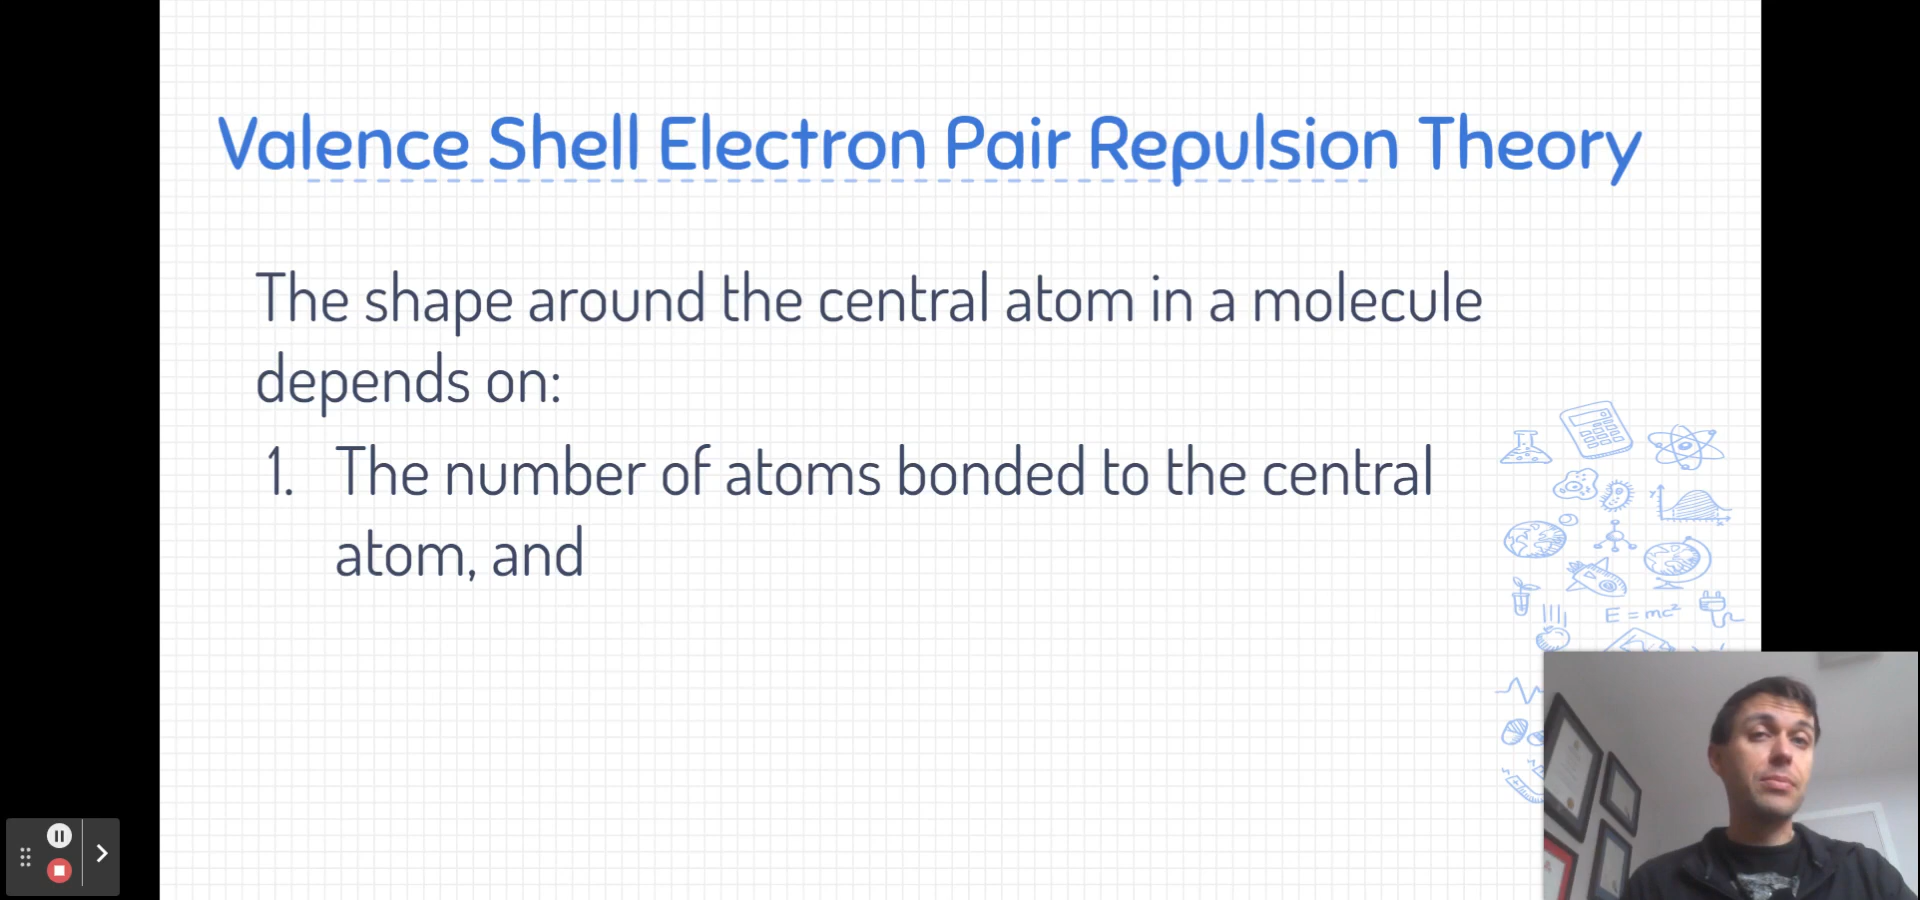 Valence Shell Electron Pair Repulsion Theory
The shape around the central atom in a molecule
depends on:
1. The number of atoms bonded to the central
atom, and
E = mc²